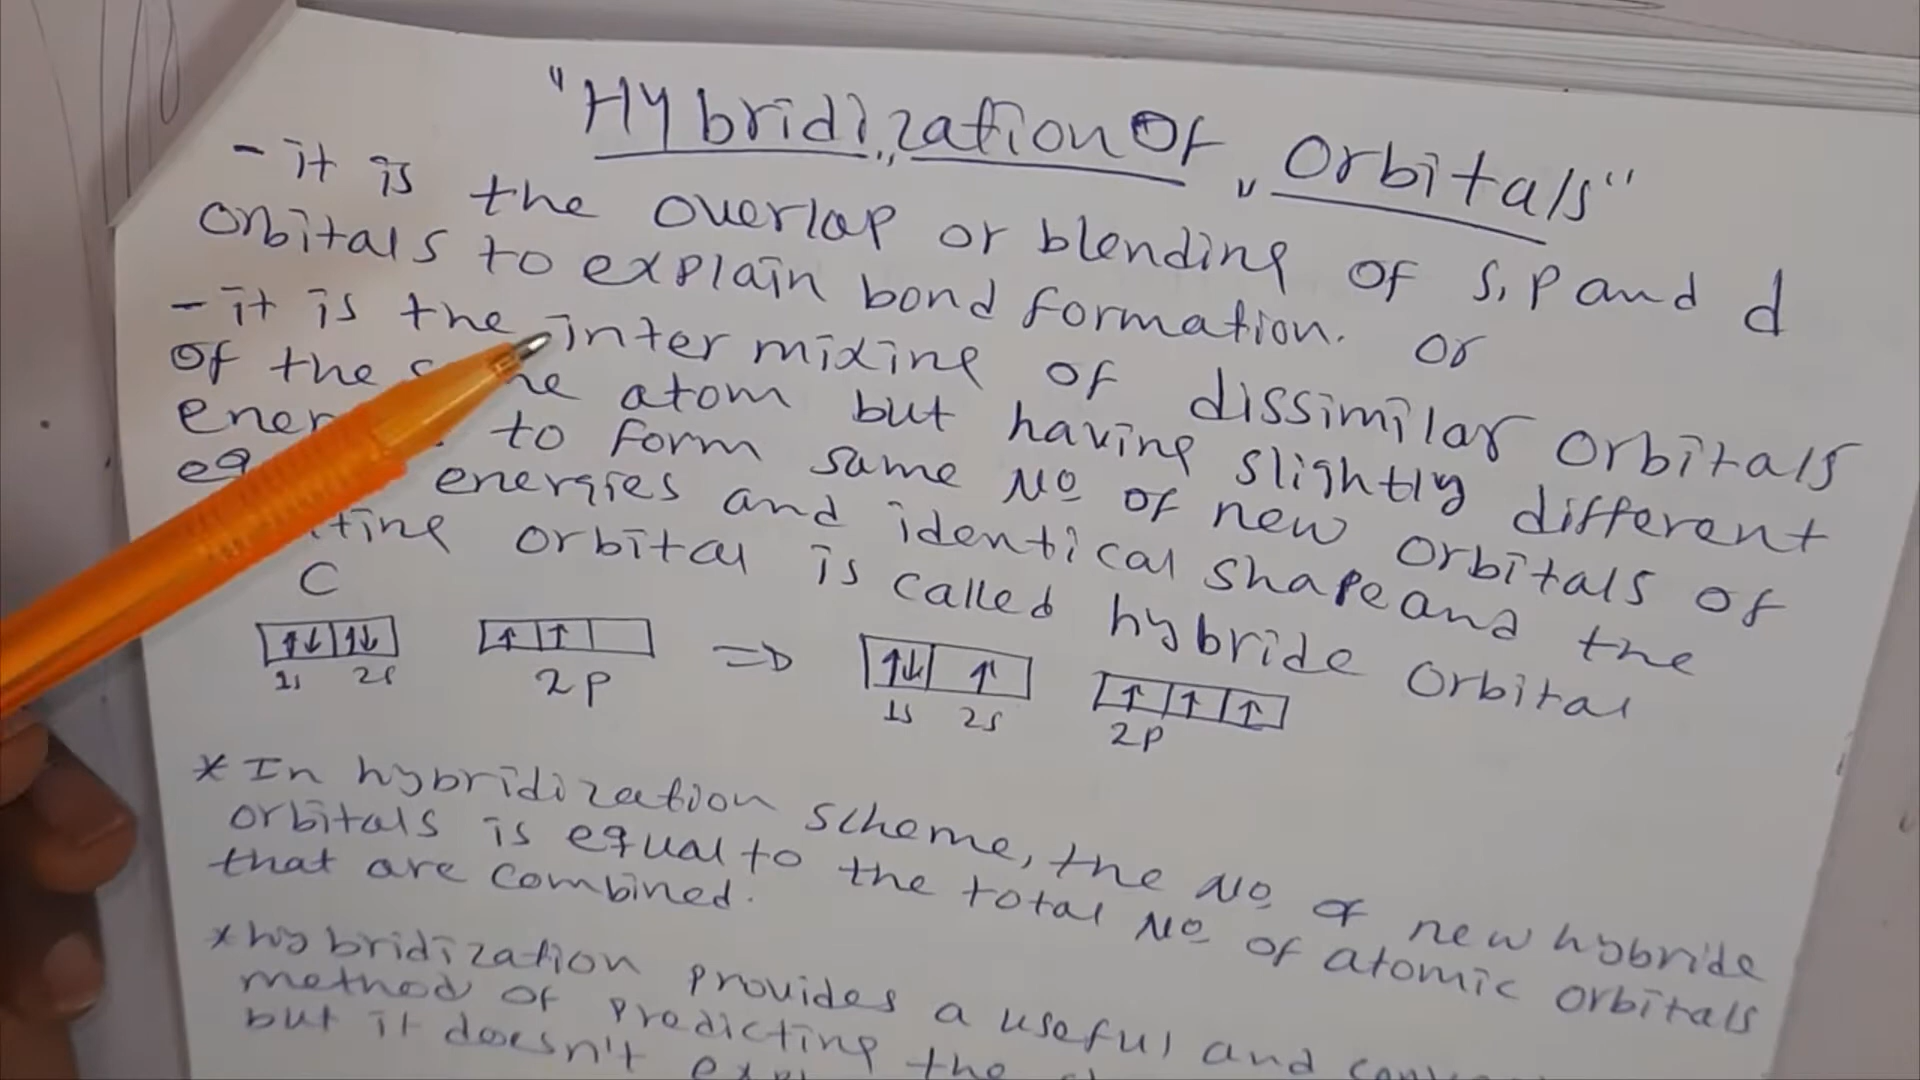 "Hybridization Of Orbitals"
- it is the overlap or blending of s, p and d
orbitals to explain bond formation. or
- it is the intermixing of dissimilar orbitals
of the atom but having slightly different
to form same No of new orbitals of
energies and identical shape and the
orbital is called hybride orbital
C
↑↓ ↑↓ ↑ ↑ => ↑↓ ↑ ↑ ↑ ↑
1s 2s 2p 1s 2s 2p
* In hybridization scheme, the No of new hybride
orbitals is equal to the total No of atomic orbitals
that are combined.
* hybridization provides a useful and
method of predicting the
but it doesn't